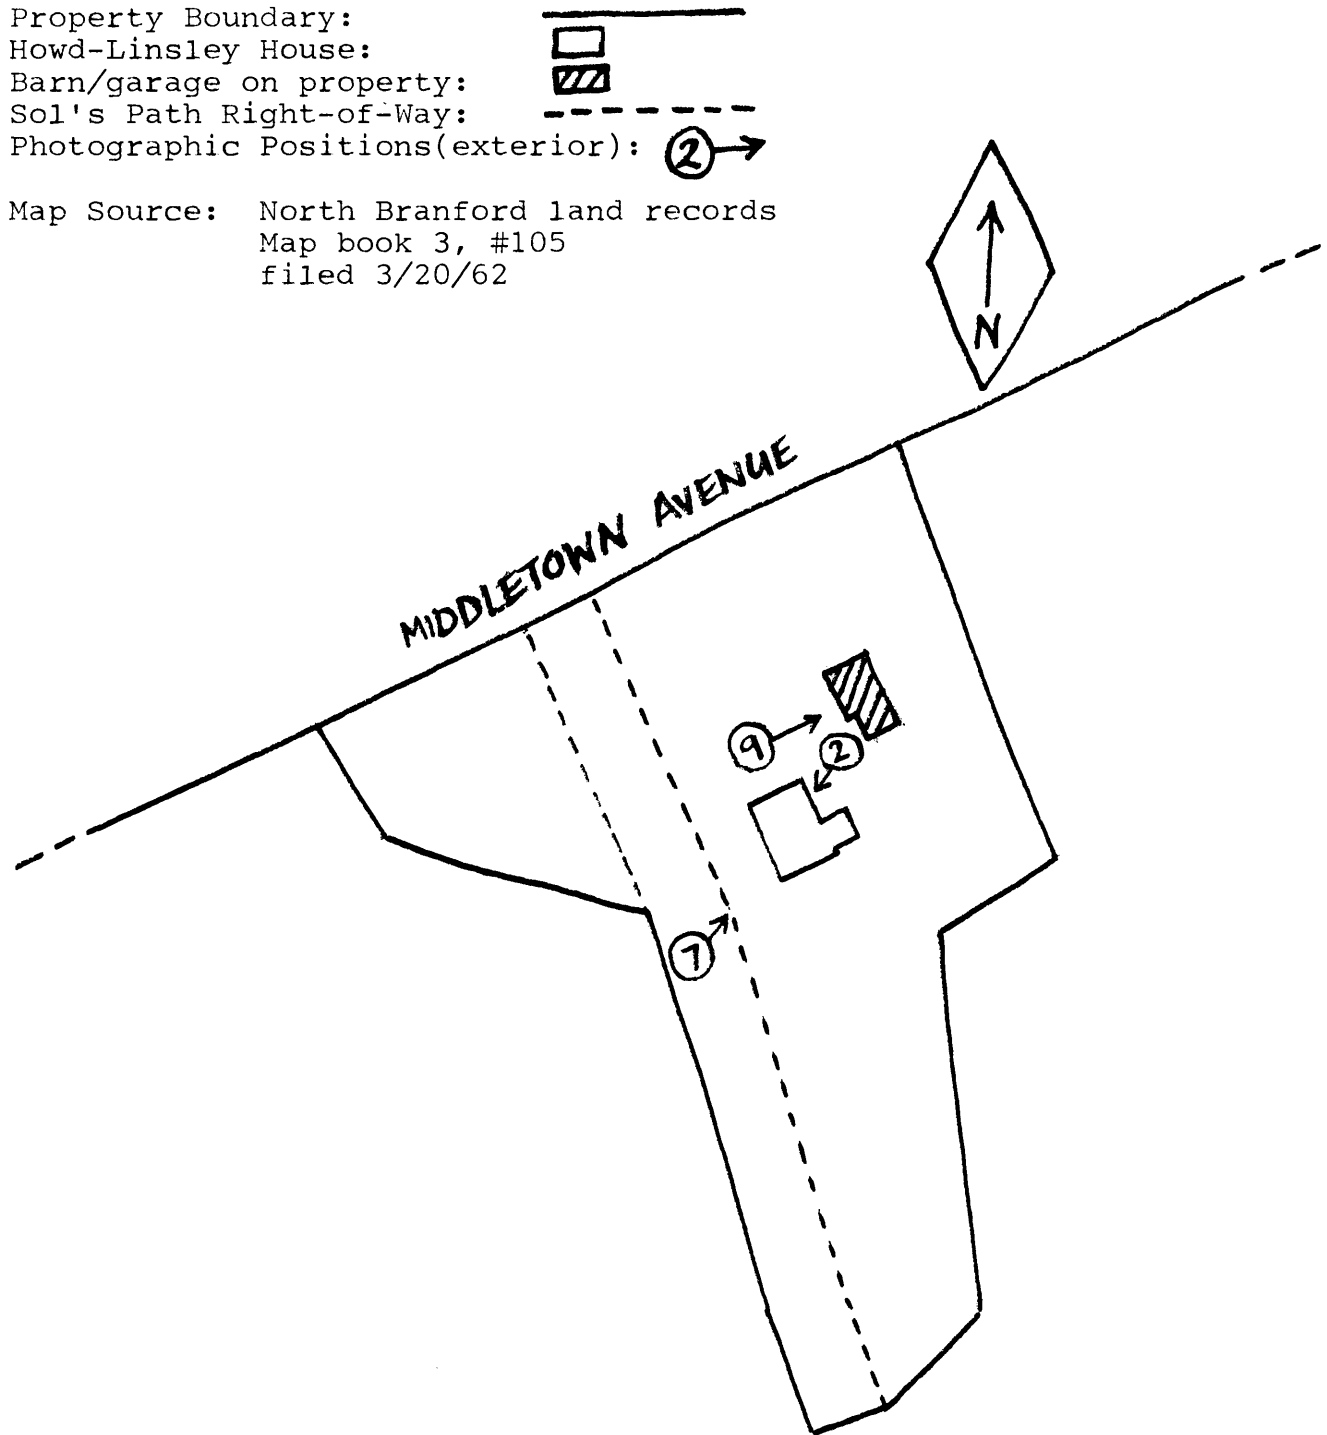 Property Boundary:
Howd-Linsley House:
Barn/garage on property:
Sol's Path Right-of-Way:
Photographic Positions(exterior): 2
Map Source: North Branford land records
Map book 3, #105
filed 3/20/62
N
MIDDLETOWN AVENUE
9
2
7